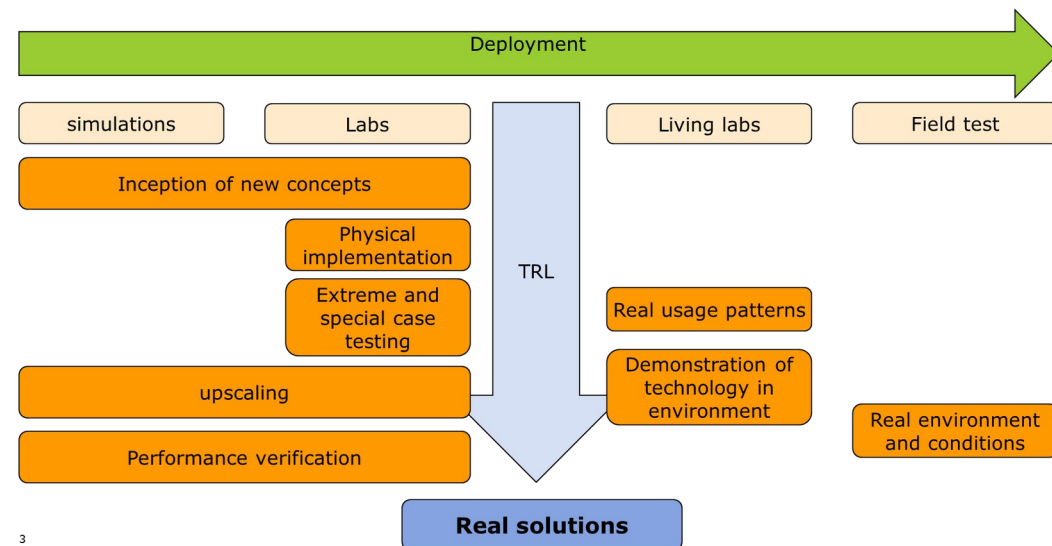 Deployment
simulations
Labs
Living labs
Field test
Inception of new concepts
Physical
implementation
TRL
Extreme and
special case
testing
Real usage patterns
upscaling
Demonstration of
technology in
environment
Real environment
and conditions
Performance verification
Real solutions
3